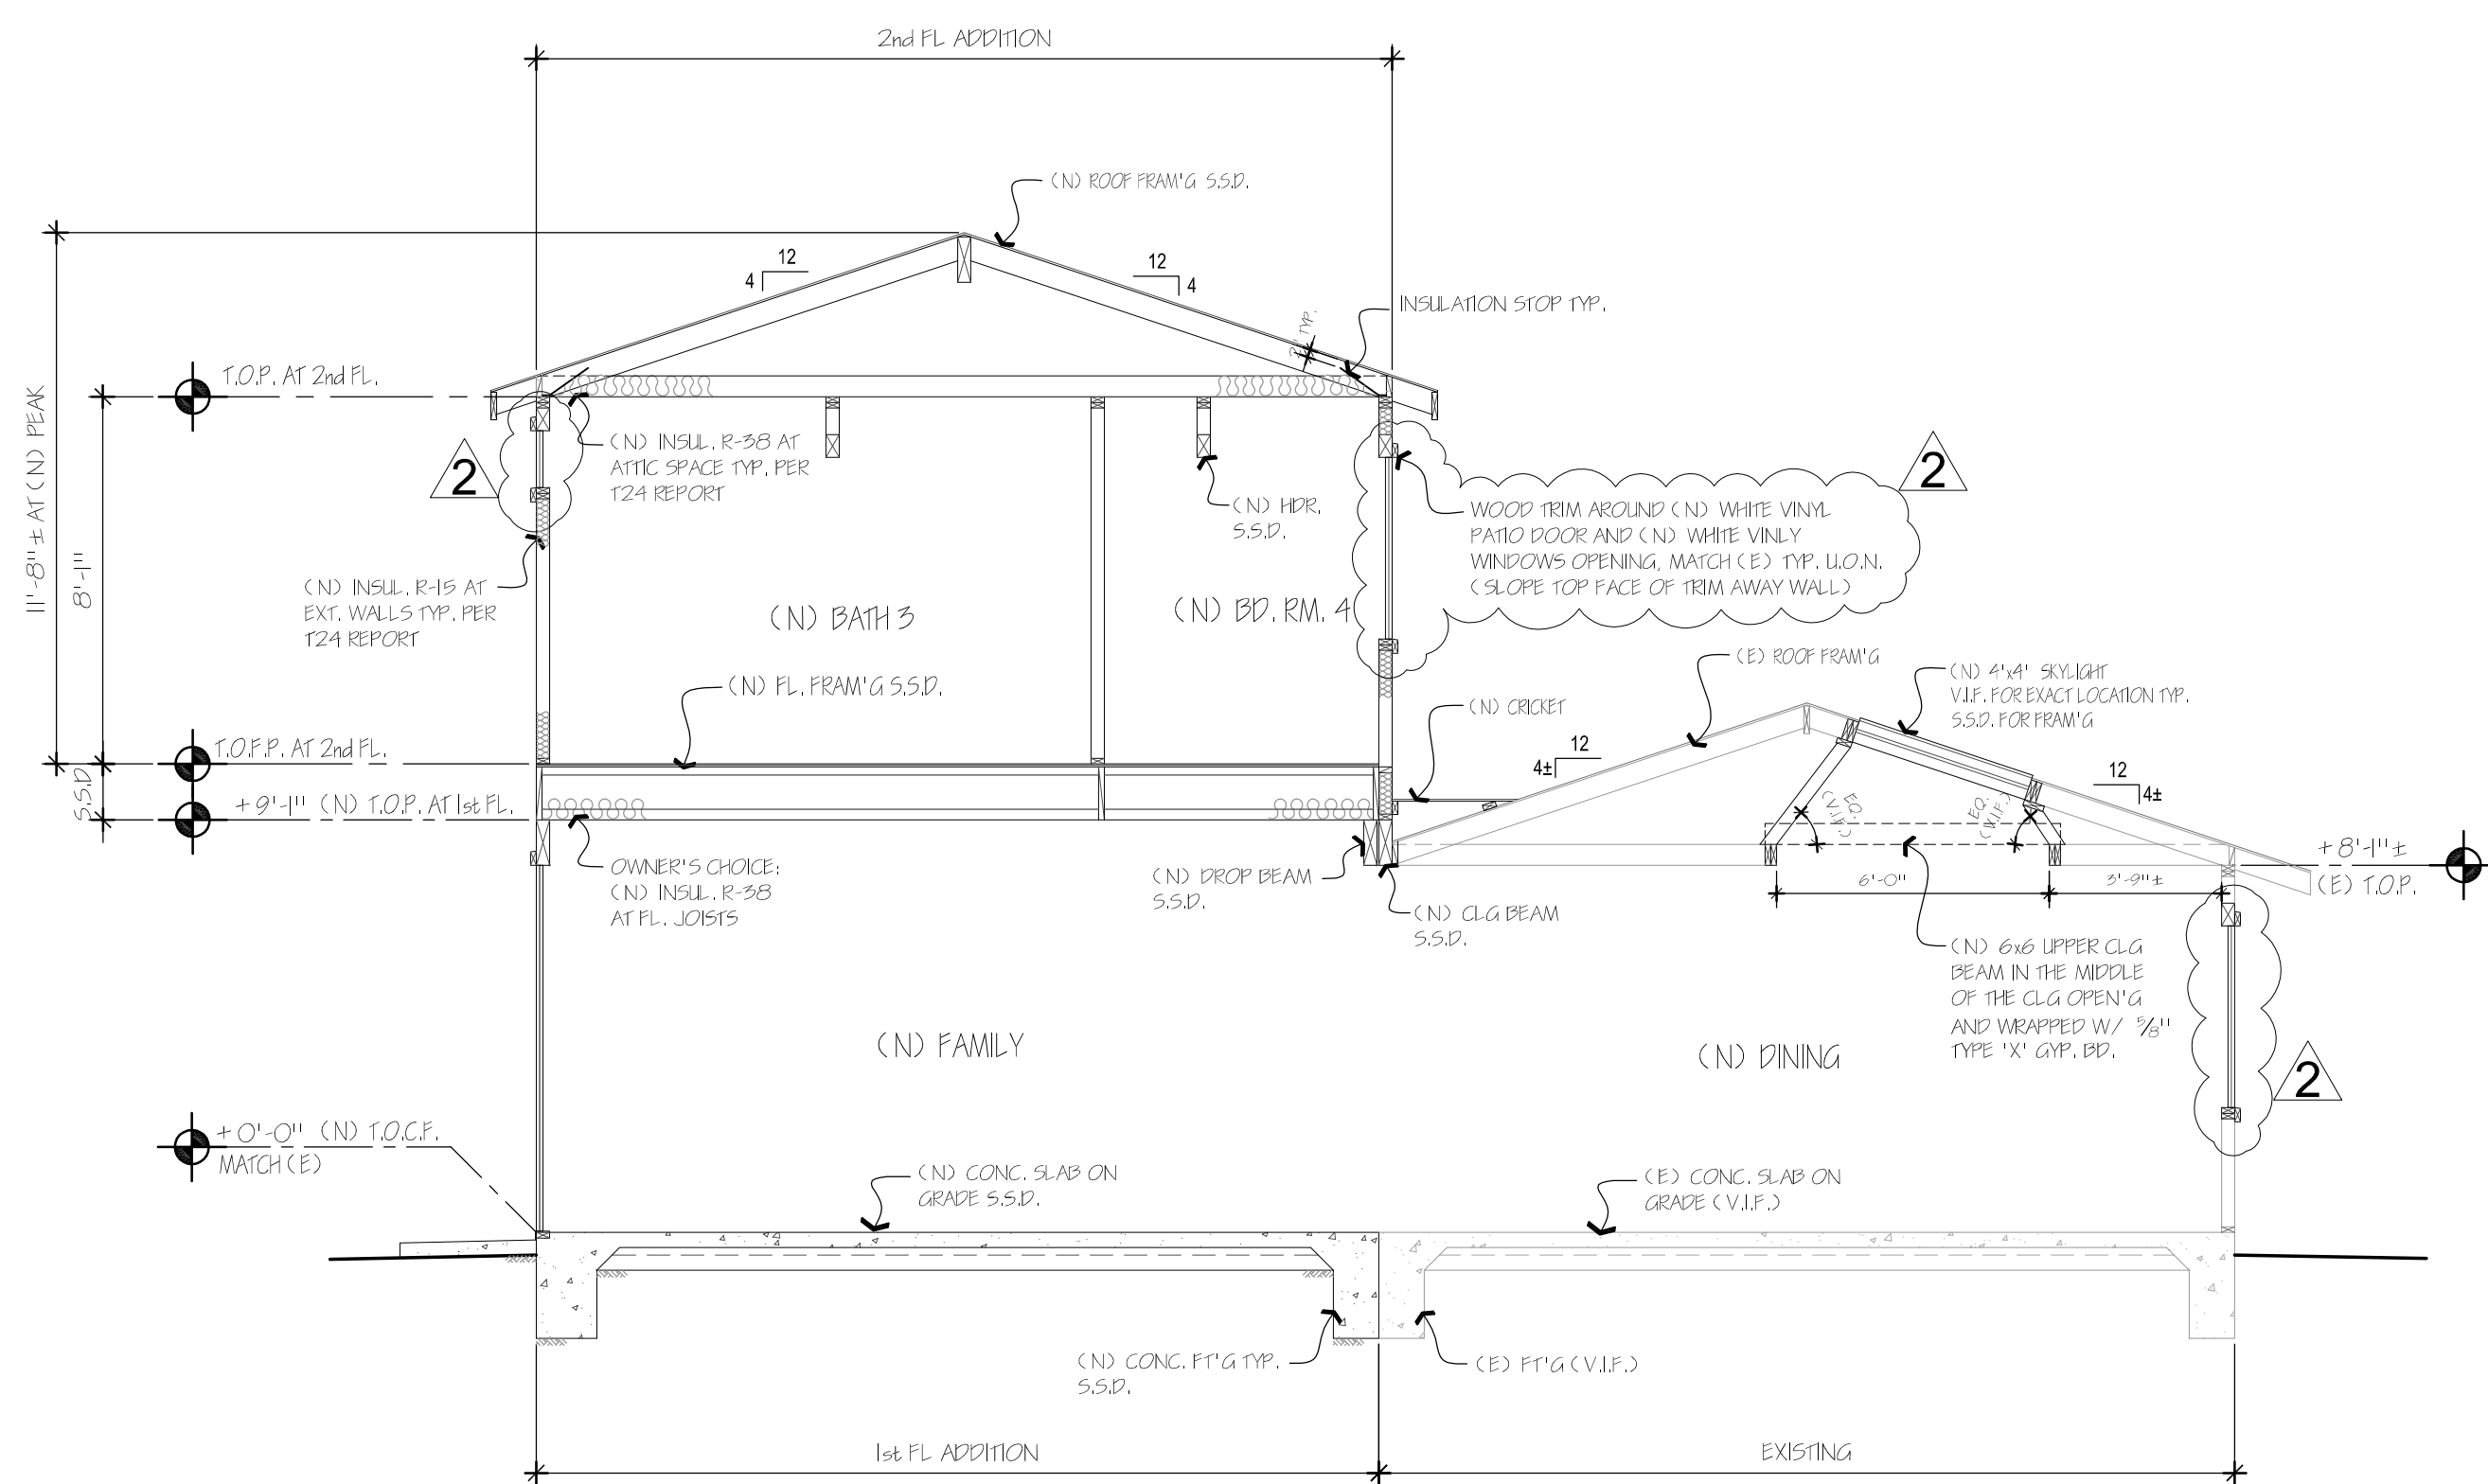 2nd FL ADDITION
(N) ROOF FRAM'G S.S.D.
12
4
12
4
INSULATION STOP TYP.
TYP.
T.O.P. AT 2nd FL.
11'-8"± AT (N) PEAK
8'-1"
S.S.D
2
(N) INSUL. R-38 AT
ATTIC SPACE TYP. PER
T24 REPORT
(N) HDR.
S.S.D.
2
WOOD TRIM AROUND (N) WHITE VINYL
PATIO DOOR AND (N) WHITE VINLY
WINDOWS OPENING, MATCH (E) TYP. U.O.N.
(SLOPE TOP FACE OF TRIM AWAY WALL)
(N) INSUL. R-15 AT
EXT. WALLS TYP. PER
T24 REPORT
(N) BATH 3
(N) BD. RM. 4
(N) FL. FRAM'G S.S.D.
(E) ROOF FRAM'G
(N) 4'x4' SKYLIGHT
V.I.F. FOR EXACT LOCATION TYP.
S.S.D. FOR FRAM'G
(N) CRICKET
T.O.F.P. AT 2nd FL.
12
4±
12
4±
+9'-1" (N) T.O.P. AT 1st FL.
EQ.
(V.I.F.)
EQ.
(V.I.F.)
OWNER'S CHOICE:
(N) INSUL. R-38
AT FL. JOISTS
(N) DROP BEAM
S.S.D.
(N) CLG BEAM
S.S.D.
6'-0"
3'-9"±
+8'-1"±
(E) T.O.P.
(N) 6x6 UPPER CLG
BEAM IN THE MIDDLE
OF THE CLG OPEN'G
AND WRAPPED W/ 5/8"
TYPE 'X' GYP. BD.
2
(N) FAMILY
(N) DINING
+0'-0" (N) T.O.C.F.
MATCH (E)
(N) CONC. SLAB ON
GRADE S.S.D.
(E) CONC. SLAB ON
GRADE (V.I.F.)
(N) CONC. FT'G TYP.
S.S.D.
(E) FT'G (V.I.F.)
1st FL ADDITION
EXISTING